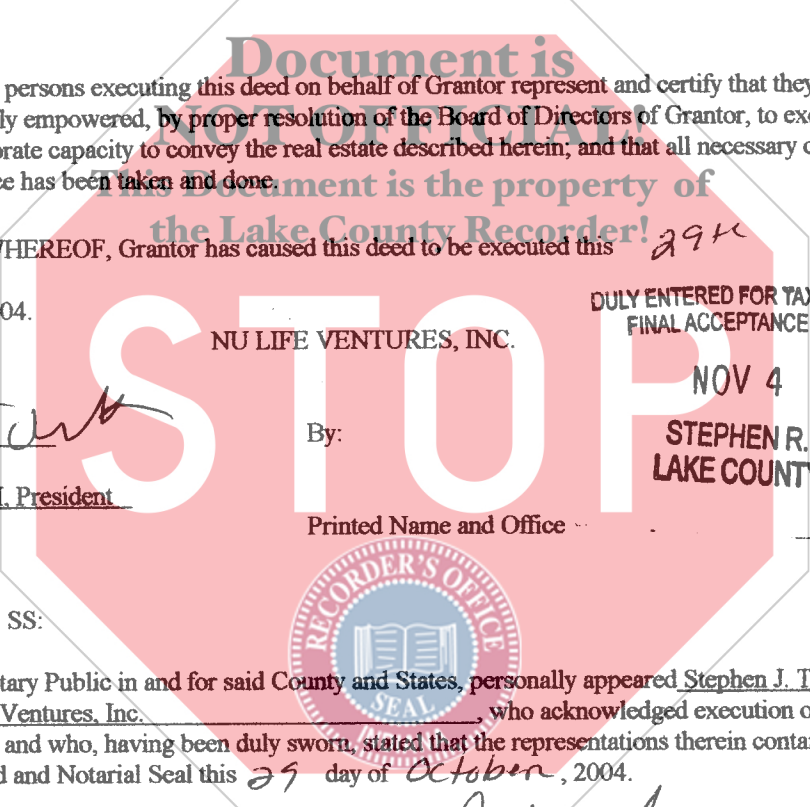 Document is
persons executing this deed on behalf of Grantor represent and certify that they
NOT OFFICIAL!
ly empowered, by proper resolution of the Board of Directors of Grantor, to exe
orate capacity to convey the real estate described herein; and that all necessary c
ce has been taken and done.
This Document is the property of
the Lake County Recorder!
WHEREOF, Grantor has caused this deed to be executed this 29th
04.
DULY ENTERED FOR TAX
FINAL ACCEPTANCE
NU LIFE VENTURES, INC.
STOP
NOV 4
By:
STEPHEN R.
LAKE COUNTY
, President
Printed Name and Office
RECORDER'S OFFICE
SEAL
SS:
tary Public in and for said County and States, personally appeared Stephen J. T
Ventures, Inc. who acknowledged execution o
and who, having been duly sworn, stated that the representations therein conta
d and Notarial Seal this 29 day of October, 2004.